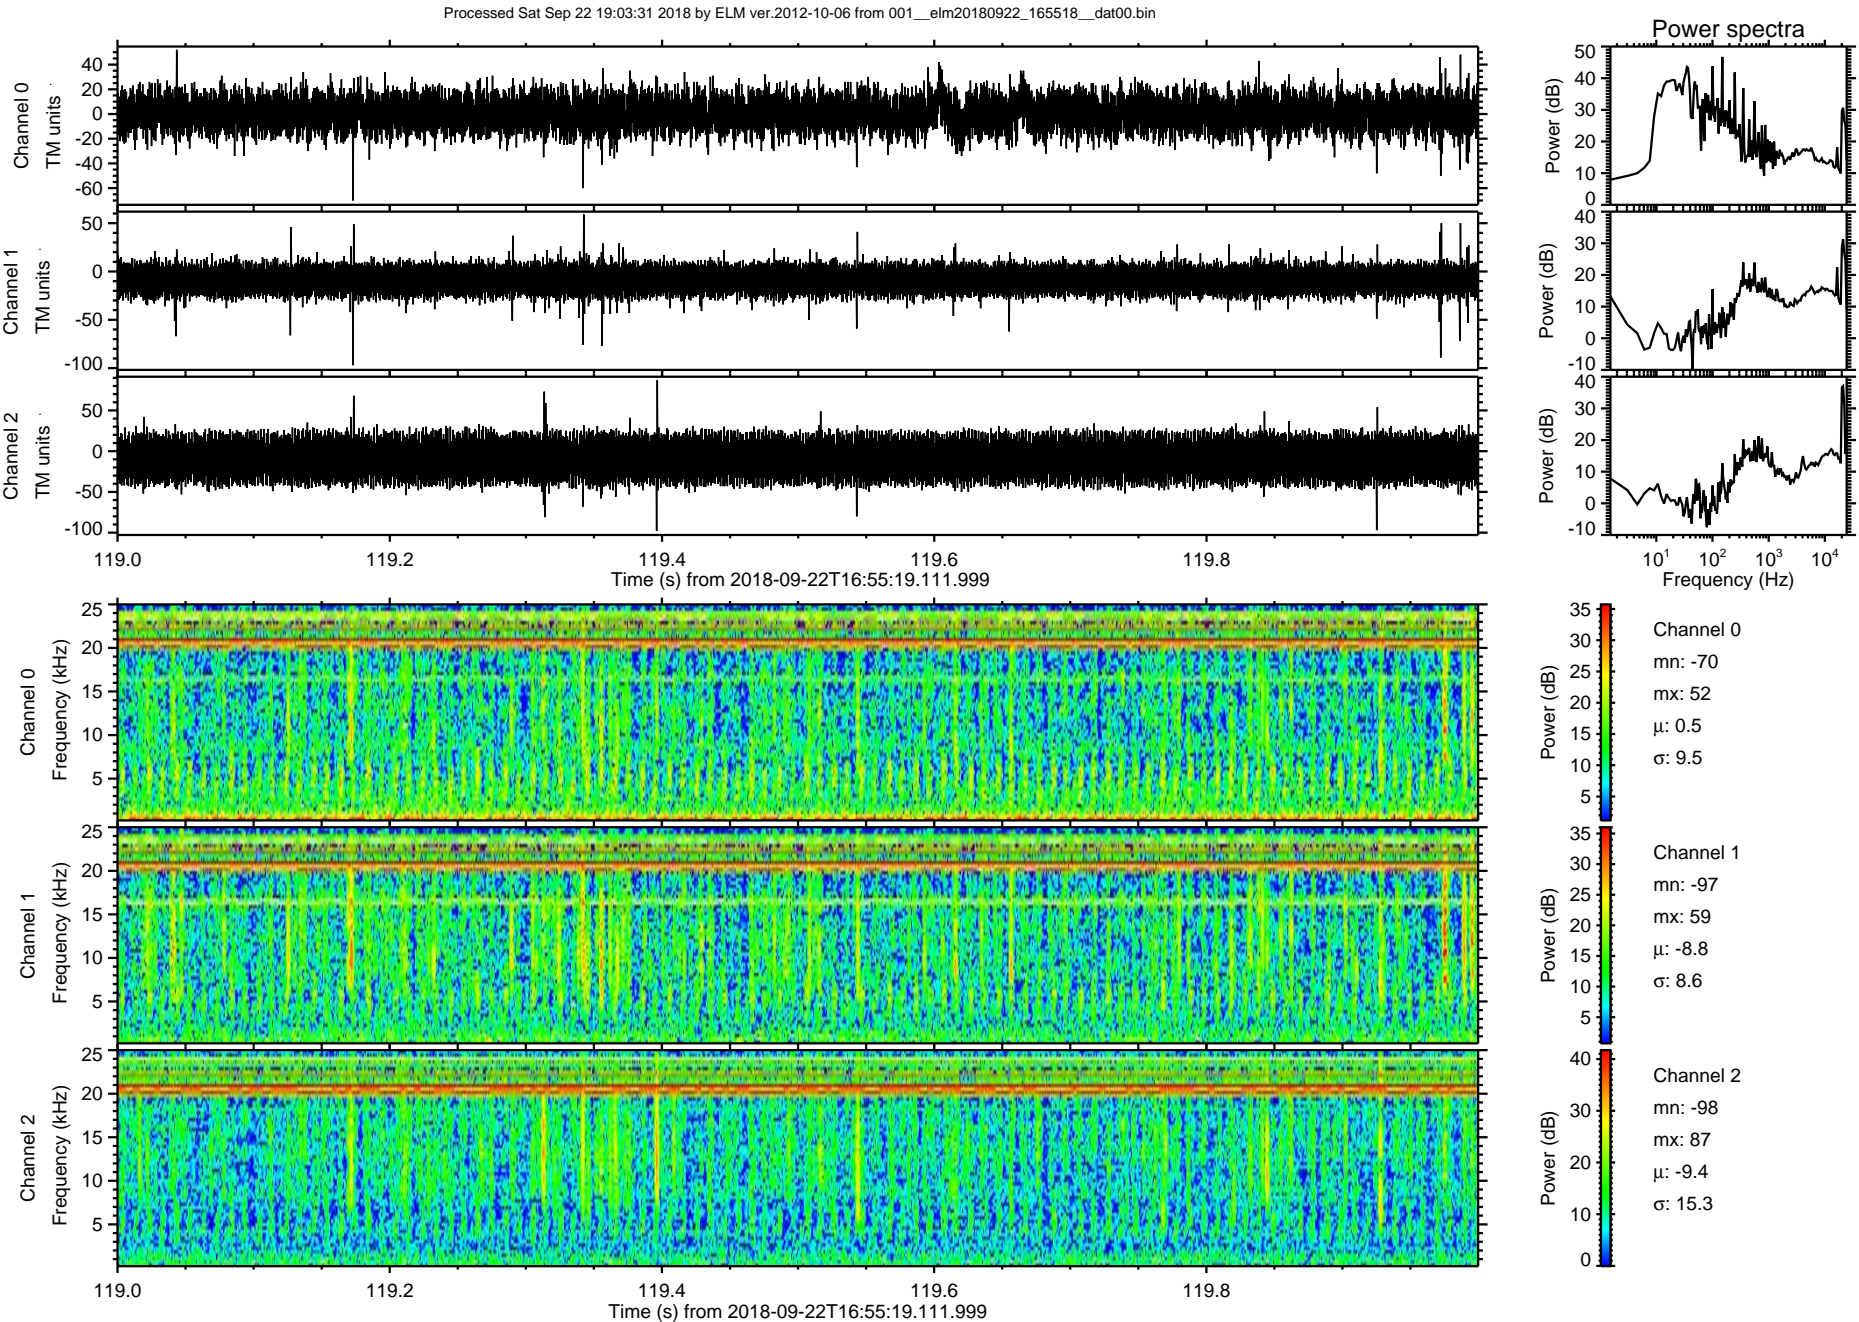 Processed Sat Sep 22 19:03:31 2018 by ELM ver.2012-10-06 from 001__elm20180922_165518__dat00.bin
Power spectra
Channel 0
TM units
40
20
0
-20
-40
-60
Power (dB)
50
40
30
20
10
0
Channel 1
TM units
50
0
-50
-100
Power (dB)
40
30
20
10
0
-10
Channel 2
TM units
50
0
-50
-100
Power (dB)
40
30
20
10
0
-10
119.0 119.2 119.4 119.6 119.8
Time (s) from 2018-09-22T16:55:19.111.999
10^1 10^2 10^3 10^4
Frequency (Hz)
Channel 0
Frequency (kHz)
25
20
15
10
5
Power (dB)
35
30
25
20
15
10
5
Channel 0
mn: -70
mx: 52
μ: 0.5
σ: 9.5
Channel 1
Frequency (kHz)
25
20
15
10
5
Power (dB)
35
30
25
20
15
10
5
Channel 1
mn: -97
mx: 59
μ: -8.8
σ: 8.6
Channel 2
Frequency (kHz)
25
20
15
10
5
Power (dB)
40
30
20
10
0
Channel 2
mn: -98
mx: 87
μ: -9.4
σ: 15.3
119.0 119.2 119.4 119.6 119.8
Time (s) from 2018-09-22T16:55:19.111.999